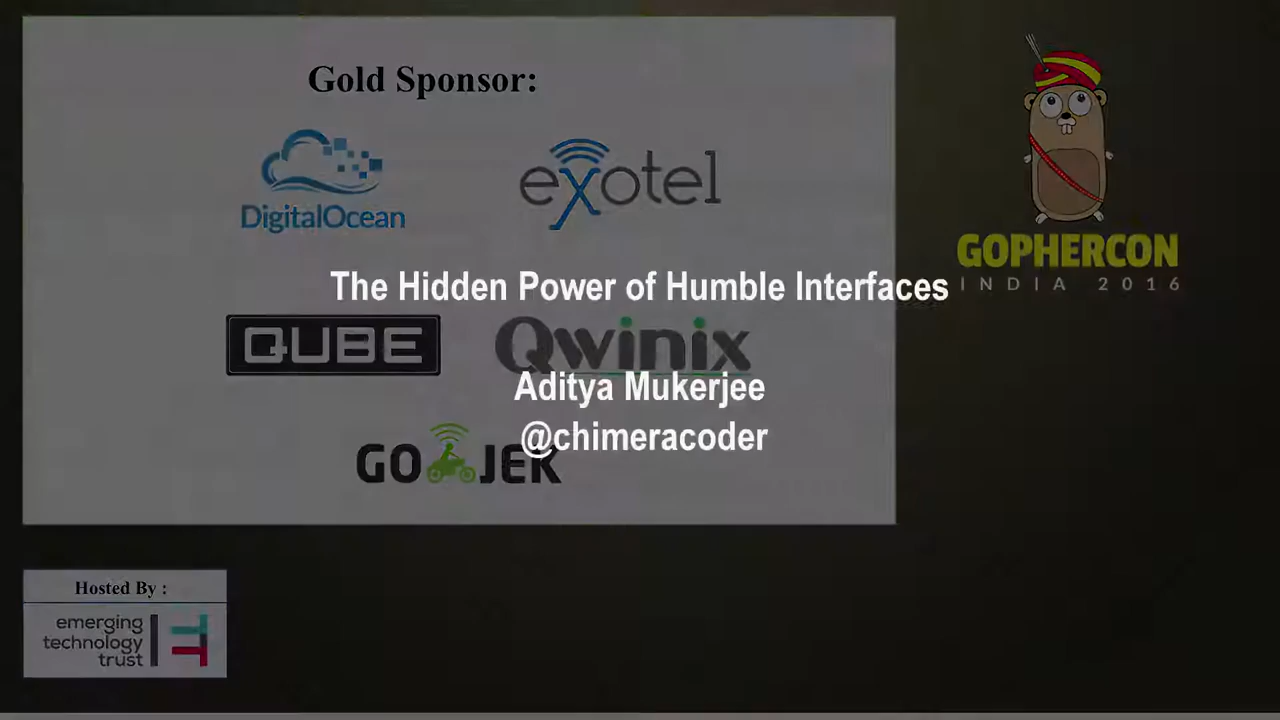 Gold Sponsor:
DigitalOcean
exotel
GOPHERCON
INDIA 2016
The Hidden Power of Humble Interfaces
QUBE
Qwinix
Aditya Mukerjee
@chimeracoder
GO JEK
Hosted By :
emerging
technology
trust